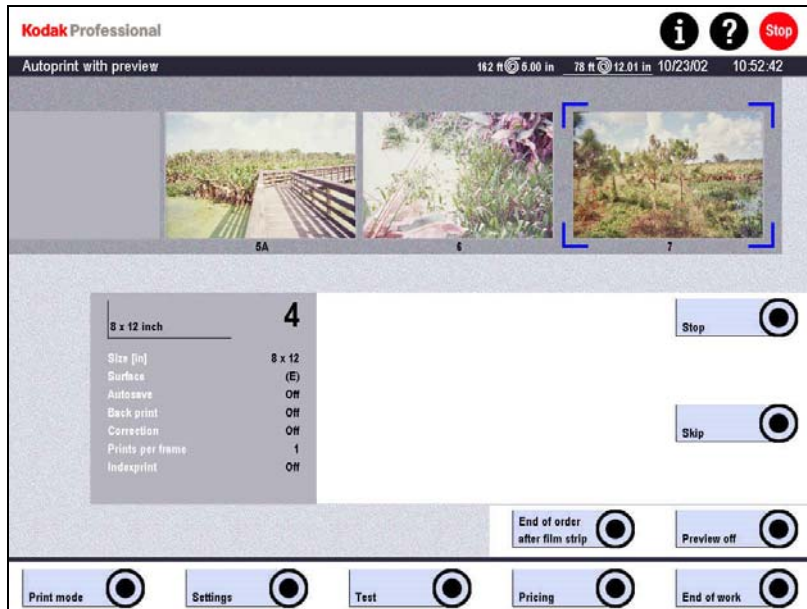 Kodak Professional
i ? Stop
Autoprint with preview 162 ft 6.00 in 78 ft 12.01 in 10/23/02 10:52:42
5A 6 7
8 x 12 inch 4
Size [in] 8 x 12
Surface (E)
Autosave Off
Back print Off
Correction Off
Prints per frame 1
Indexprint Off
Stop
Skip
End of order
after film strip
Preview off
Print mode Settings Test Pricing End of work